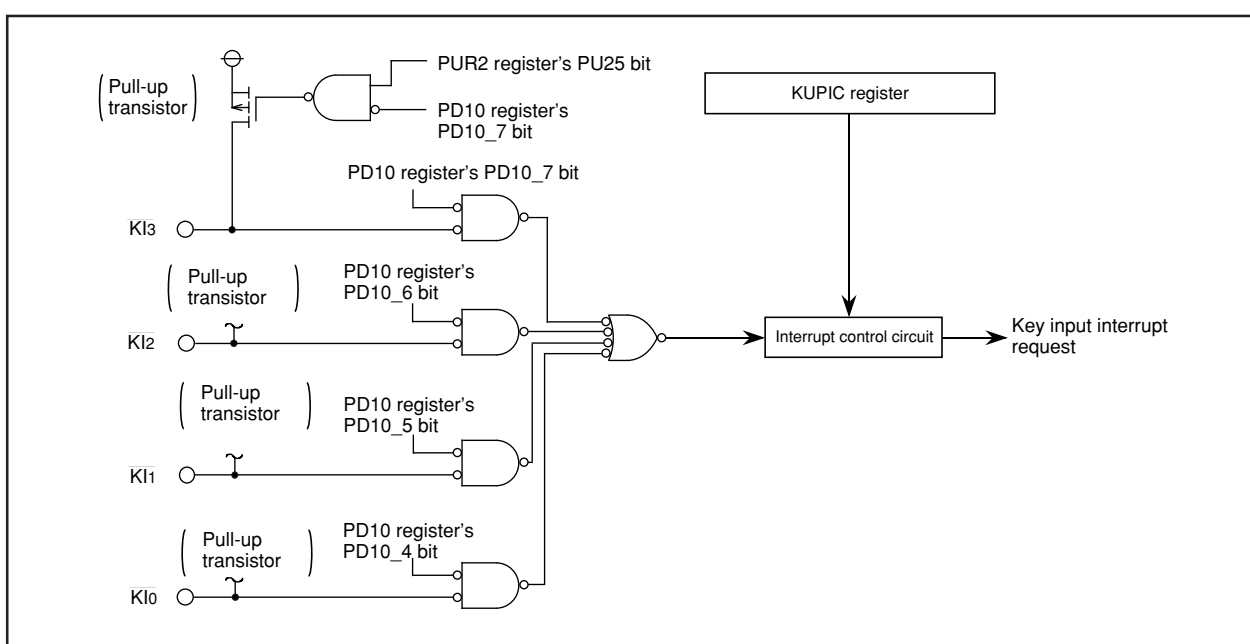 (Pull-up
transistor)
PUR2 register's PU25 bit
PD10 register's
PD10_7 bit
KUPIC register
PD10 register's PD10_7 bit
KI3
(Pull-up
transistor)
PD10 register's
PD10_6 bit
KI2
Interrupt control circuit
Key input interrupt
request
(Pull-up
transistor)
PD10 register's
PD10_5 bit
KI1
(Pull-up
transistor)
PD10 register's
PD10_4 bit
KI0